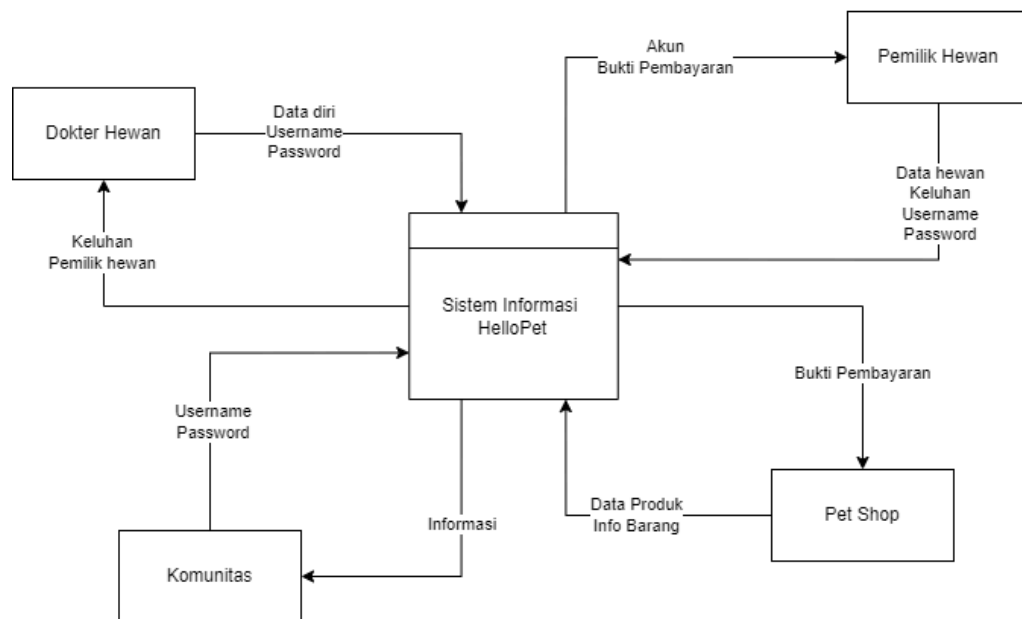 Akun
Bukti Pembayaran
Pemilik Hewan
Dokter Hewan
Data diri
Username
Password
Data hewan
Keluhan
Username
Password
Keluhan
Pemilik hewan
Sistem Informasi
HelloPet
Bukti Pembayaran
Username
Password
Data Produk
Info Barang
Pet Shop
Informasi
Komunitas